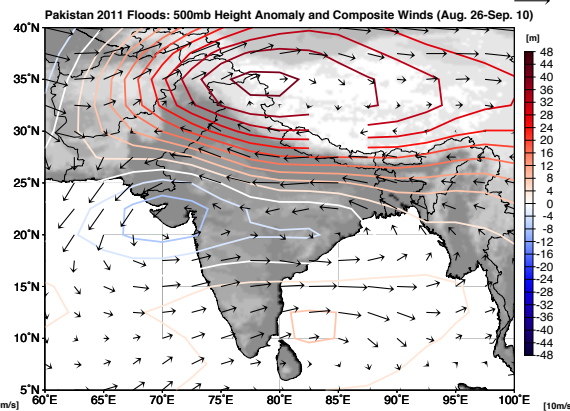 Pakistan 2011 Floods: 500mb Height Anomaly and Composite Winds (Aug. 26-Sep. 10)
[m]
40°N
35°N
30°N
25°N
20°N
15°N
10°N
5°N
60°E 65°E 70°E 75°E 80°E 85°E 90°E 95°E 100°E
48
44
40
36
32
28
24
20
16
12
8
4
0
-4
-8
-12
-16
-20
-24
-28
-32
-36
-40
-44
-48
m/s]
[10m/s